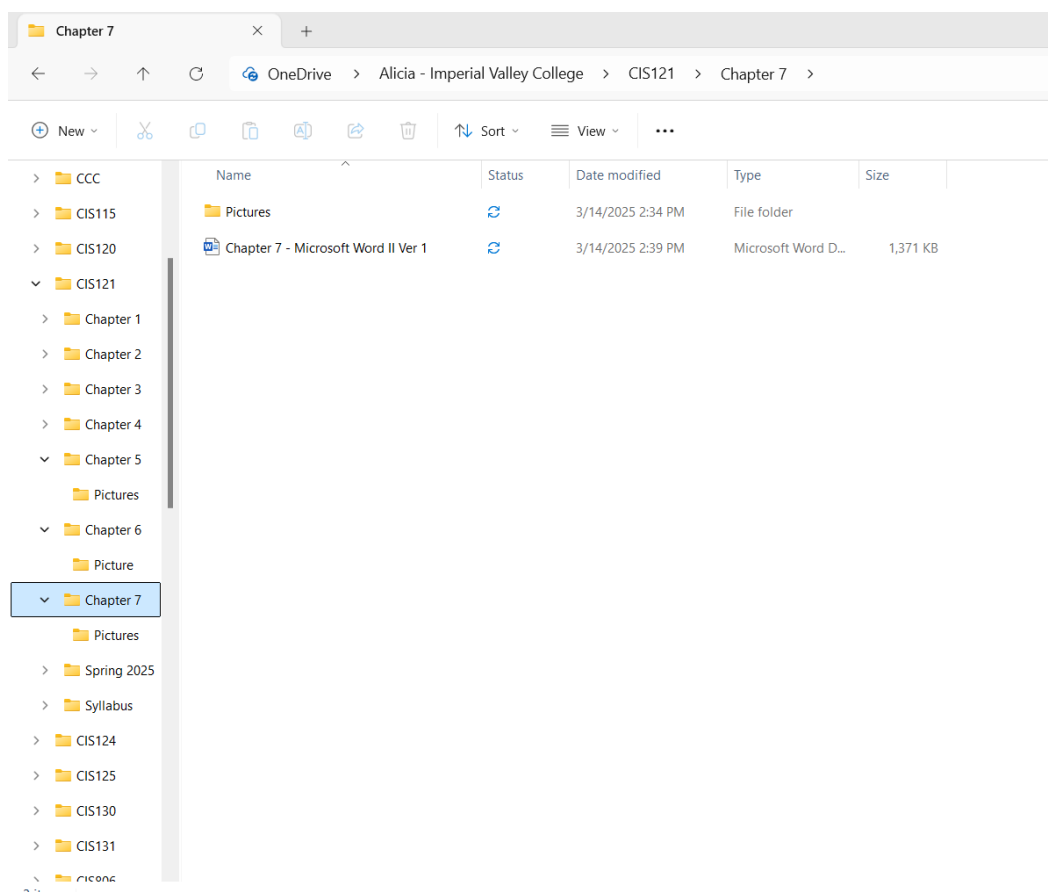 Chapter 7
OneDrive > Alicia - Imperial Valley College > CIS121 > Chapter 7 >
New Sort View
Name Status Date modified Type Size
Pictures 3/14/2025 2:34 PM File folder
Chapter 7 - Microsoft Word II Ver 1 3/14/2025 2:39 PM Microsoft Word D... 1,371 KB
CCC
CIS115
CIS120
CIS121
Chapter 1
Chapter 2
Chapter 3
Chapter 4
Chapter 5
Pictures
Chapter 6
Picture
Chapter 7
Pictures
Spring 2025
Syllabus
CIS124
CIS125
CIS130
CIS131